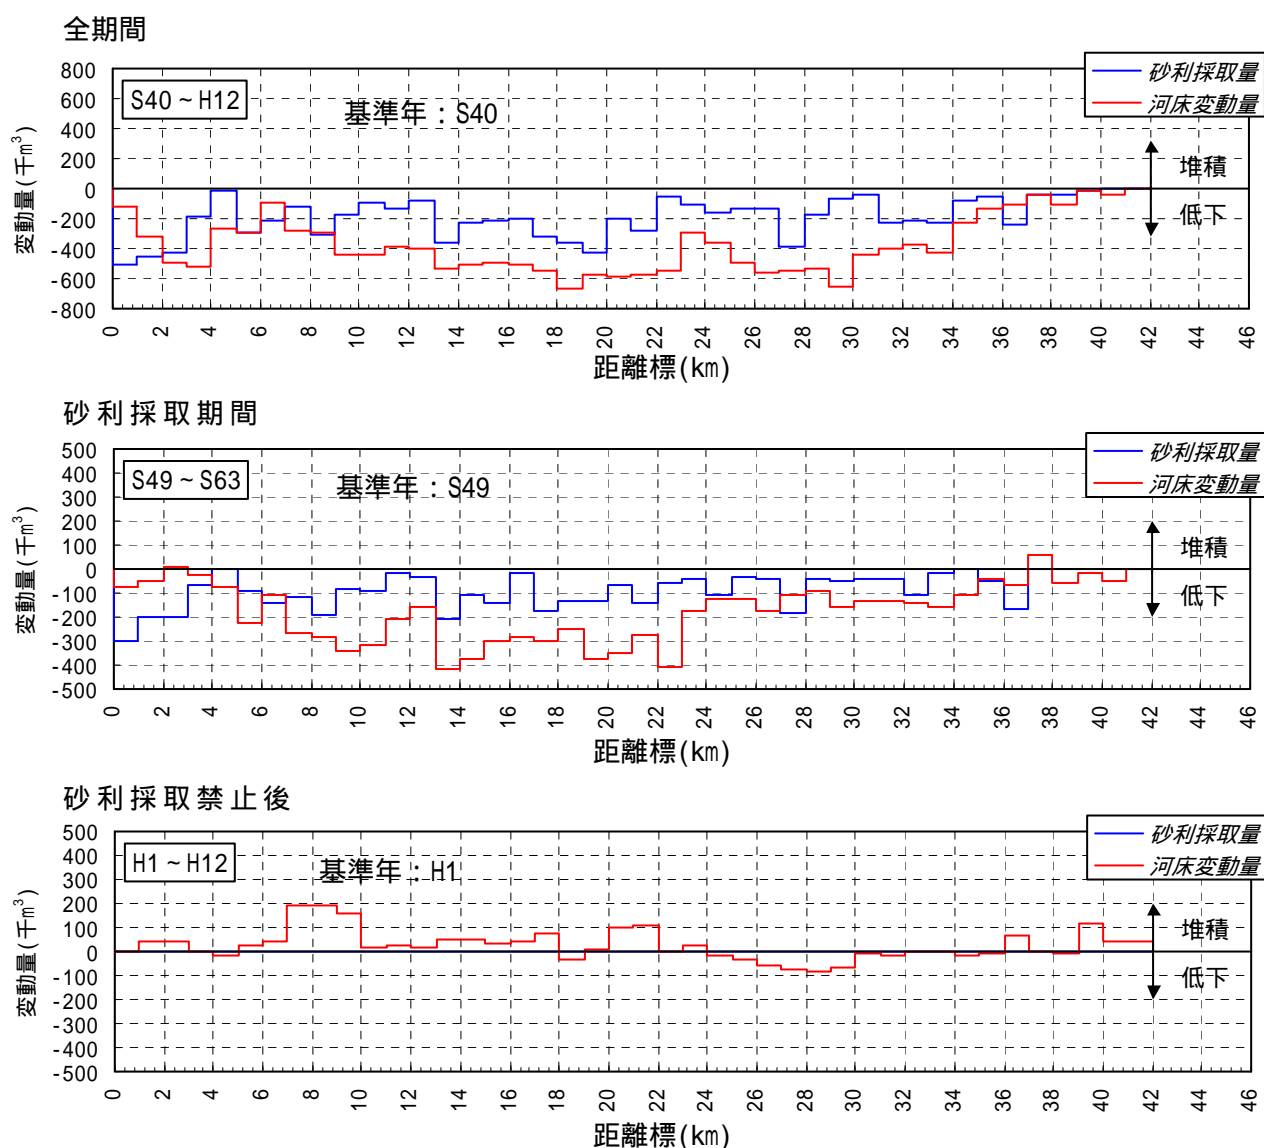 全期間
S40～H12
基準年：S40
砂利採取量
河床変動量
堆積
低下
変動量(千m³)
800
600
400
200
0
-200
-400
-600
-800
0 2 4 6 8 10 12 14 16 18 20 22 24 26 28 30 32 34 36 38 40 42 44 46
距離標(km)
砂利採取期間
S49～S63
基準年：S49
砂利採取量
河床変動量
堆積
低下
変動量(千m³)
500
400
300
200
100
0
-100
-200
-300
-400
-500
0 2 4 6 8 10 12 14 16 18 20 22 24 26 28 30 32 34 36 38 40 42 44 46
距離標(km)
砂利採取禁止後
H1～H12
基準年：H1
砂利採取量
河床変動量
堆積
低下
変動量(千m³)
500
400
300
200
100
0
-100
-200
-300
-400
-500
0 2 4 6 8 10 12 14 16 18 20 22 24 26 28 30 32 34 36 38 40 42 44 46
距離標(km)